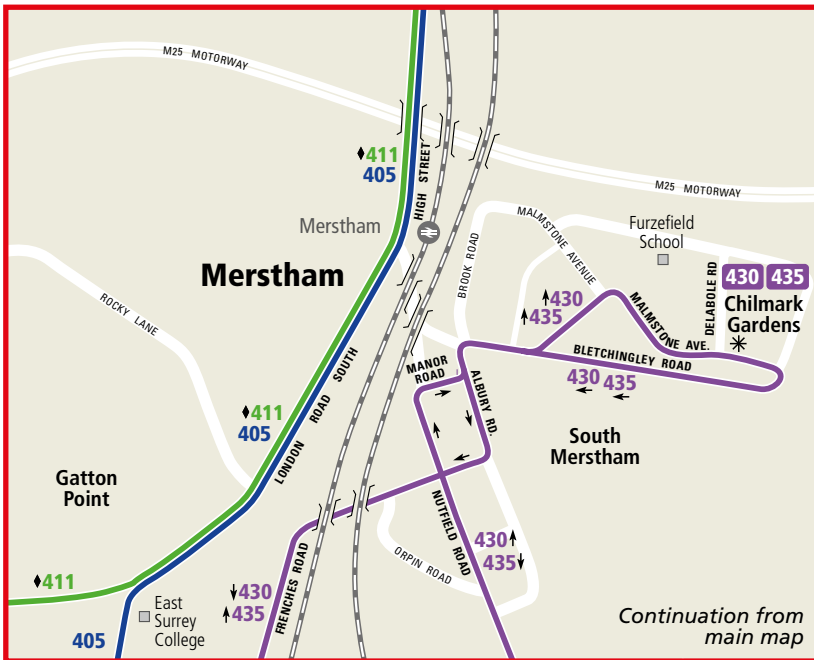 M25 MOTORWAY
♦411
405
HIGH STREET
M25 MOTORWAY
Merstham
Merstham
BROOK ROAD
MALMSTONE AVENUE
Furzefield
School
DELABOLE RD
430 435
Chilmark
Gardens
ROCKY LANE
↑430
↑435
MALMSTONE AVE.
BLETCHINGLEY ROAD
MANOR
ROAD
ALBURY RD.
430 435
← ←
♦411
405
LONDON ROAD SOUTH
South
Merstham
Gatton
Point
NUTFIELD ROAD
430↑
435↓
ORPIN ROAD
♦411
↓430
↑435
FRENCHES ROAD
East
Surrey
College
405
Continuation from
main map